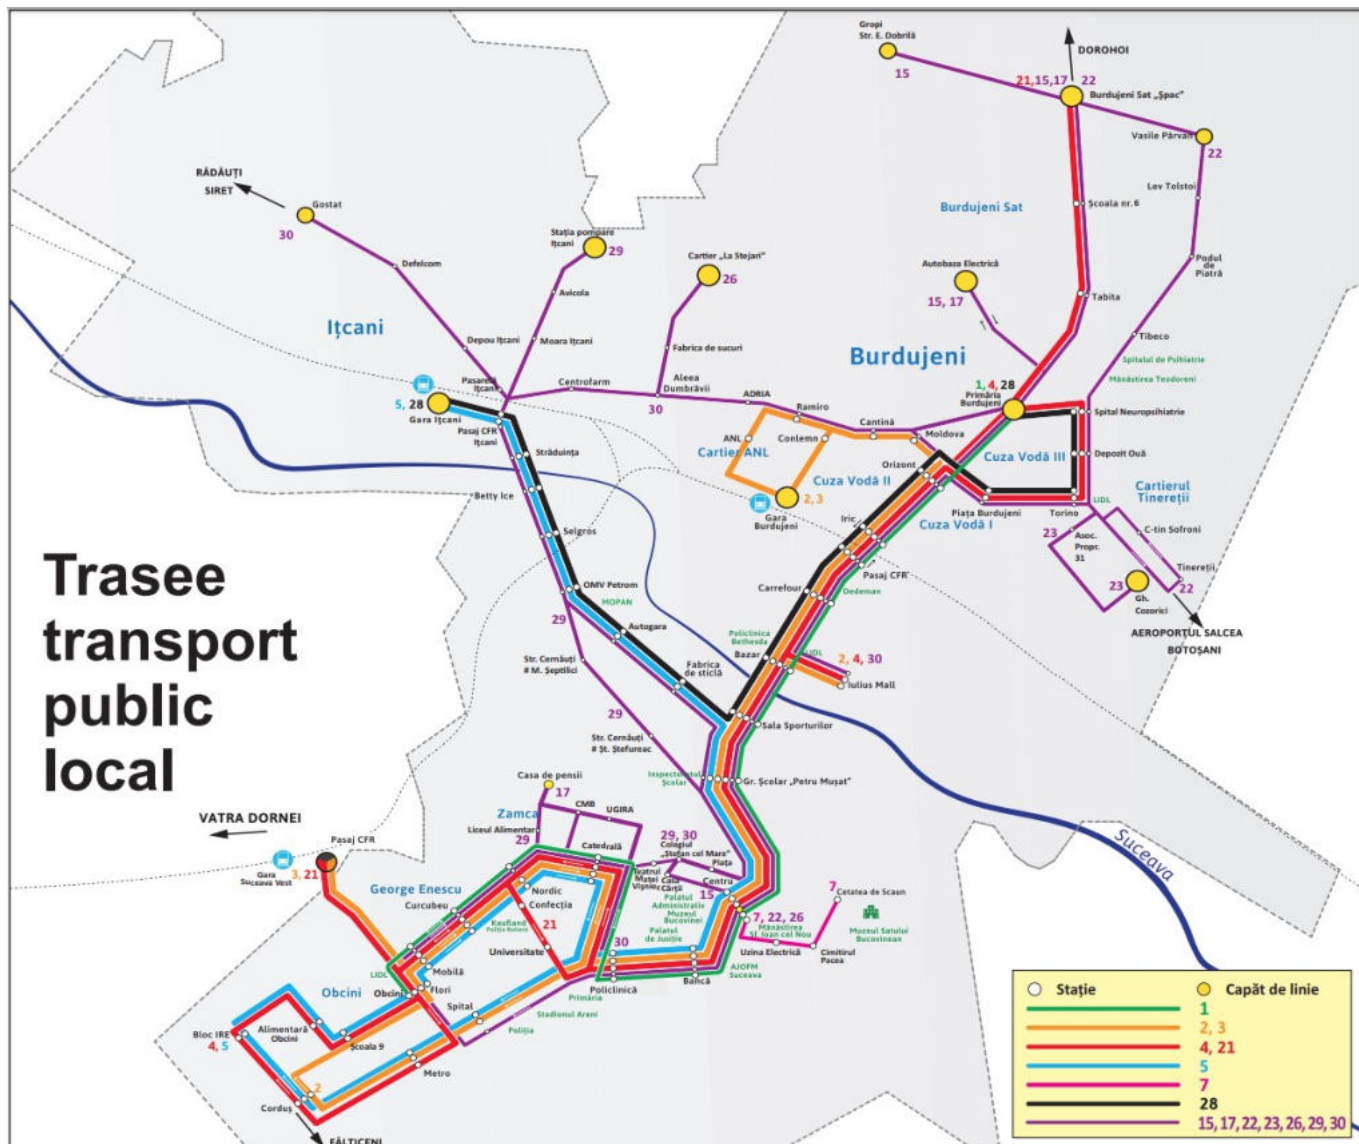 Gropi
Str. E. Dobrilă
15
DOROHOI
21,15,17 22
Burdujeni Sat „Șpac"
Vasile Pârvan
22
RĂDĂUȚI
SIRET
Gostat
30
Lev Tolstoi
Școala nr. 6
Burdujeni Sat
Stația pompare
Ițcani
29
Cartier „La Stejari"
26
Autobaza Electrică
15, 17
Podul
de
Piatră
Defelcom
Avicola
Tabita
Ițcani
Depou Ițcani
Moara Ițcani
Fabrica de sucuri
Burdujeni
Tibeco
Spitalul de Psihiatrie
Mănăstirea Teodoreni
Pasarelă
Ițcani
Centrofarm
Aleea
Dumbrăvii
30
ADRIA
1, 4, 28
Primăria
Burdujeni
5, 28
Gara Ițcani
Pasaj CFR
Ițcani
Ramiro
Cantină
Moldova
Spital Neuropsihiatrie
ANL
Conlemn
Cartier ANL
Străduința
Orizont
Cuza Vodă III
Depozit Ouă
Cuza Vodă II
Cartierul
Tinereții
Betty Ice
2, 3
Gara
Burdujeni
LIDL
Piața Burdujeni
Torino
Iric
Cuza Vodă I
Selgros
23
Asoc.
Propr.
31
C-tin Sofroni
Pasaj CFR
Tinereții
22
23
Gh.
Cozorici
Trasee
transport
public
local
OMV Petrom
MOPAN
29
Carrefour
Dedeman
AEROPORTUL SALCEA
BOTOȘANI
Autogara
Policlinica
Bethesda
Bazar
LIDL
2, 4, 30
Iulius Mall
Str. Cernăuți
# M. Septilici
Fabrica
de sticlă
29
Sala Sporturilor
Str. Cernăuți
# Șt. Ștefureac
Inspectoratul
Școlar
Gr. Școlar „Petru Mușat"
Casa de pensii
17
VATRA DORNEI
Zamca
CMB
UGIRA
Suceava
Pasaj CFR
Liceul Alimentar
29
Catedrală
29, 30
Colegiul
„Ștefan cel Mare"
Piața
Gara
Suceava Vest
3, 21
Teatrul
Matei
Vișniec
Casa
Cărții
Centru
15
George Enescu
Nordic
Curcubeu
Confecția
Palatul
Administrativ
Muzeul
Bucovinei
7
Cetatea de Scaun
7, 22, 26
Mănăstirea
Sf. Ioan cel Nou
Muzeul Satului
Bucovinean
Kaufland
21
Palatul
de Justiție
Universitate
30
Uzina Electrică
Cimitirul
Pacea
LIDL
Mobilă
AJOFM
Suceava
Flori
Obcini
Obcini
Primăria
Policlinică
Bancă
Spital
Stadionul Areni
Poliția
Bloc IRE
4, 5
Alimentară
Obcini
Școala 9
Metro
2
Corduș
FĂLTICENI
Stație
Capăt de linie
1
2, 3
4, 21
5
7
28
15, 17, 22, 23, 26, 29, 30